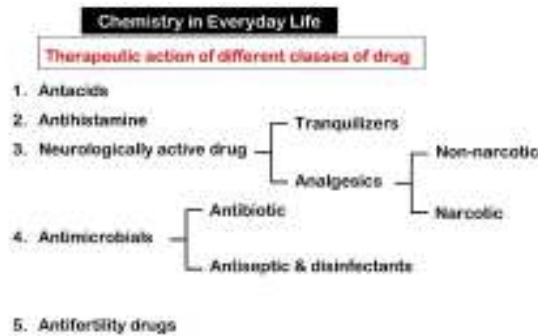 Chemistry in Everyday Life
Therapeutic action of different classes of drug
1. Antacids
2. Antihistamine
3. Neurologically active drug
Tranquilizers
Analgesics
Non-narcotic
Narcotic
4. Antimicrobials
Antibiotic
Antiseptic & disinfectants
5. Antifertility drugs